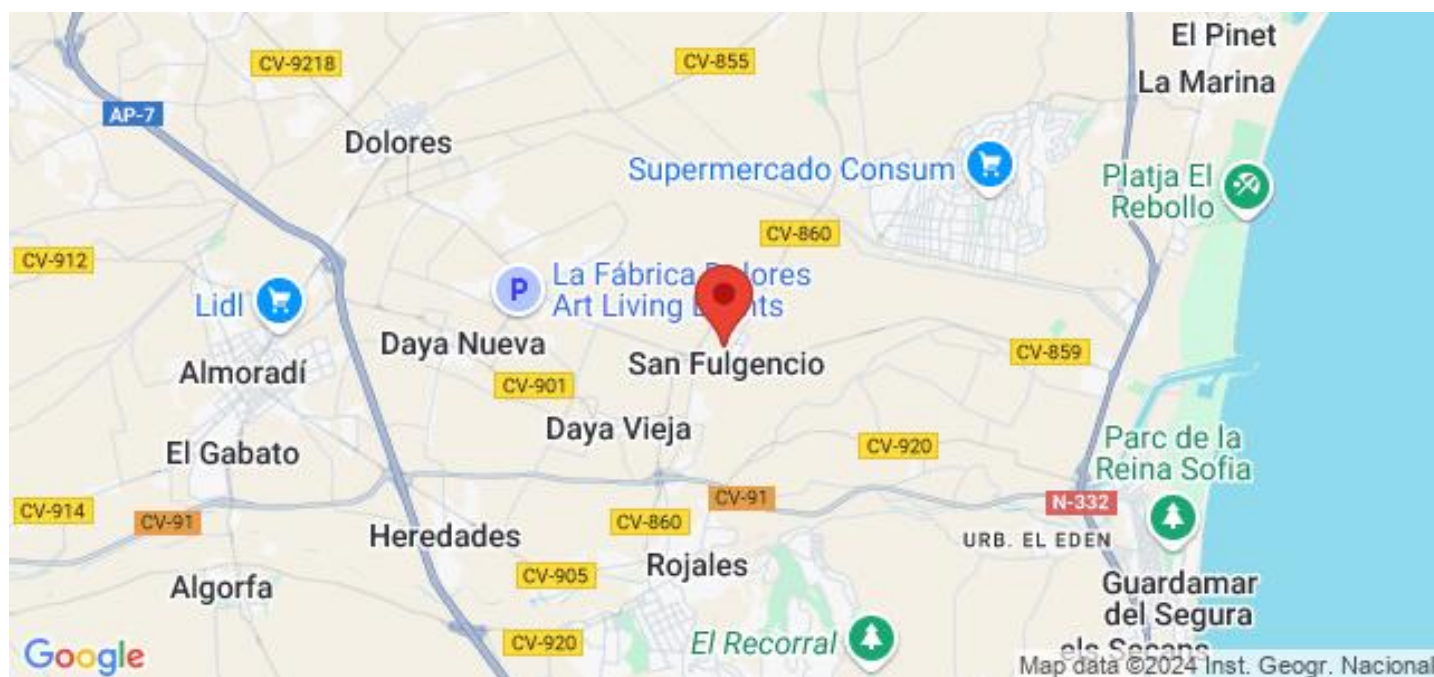 El Pinet
CV-9218
CV-855
La Marina
AP-7
Dolores
Supermercado Consum
Platja El
Rebollo
CV-860
CV-912
La Fábrica Dolores
Art Living
P
Lidl
Daya Nueva
San Fulgencio
CV-859
Almoradí
CV-901
Daya Vieja
CV-920
Parc de la
Reina Sofia
El Gabato
CV-914
CV-91
CV-91
N-332
CV-860
Heredades
URB. EL EDEN
Rojales
CV-905
Algorfa
Guardamar
del Segura
CV-920
El Recorral
Google
Map data ©2024 Inst. Geogr. Nacional